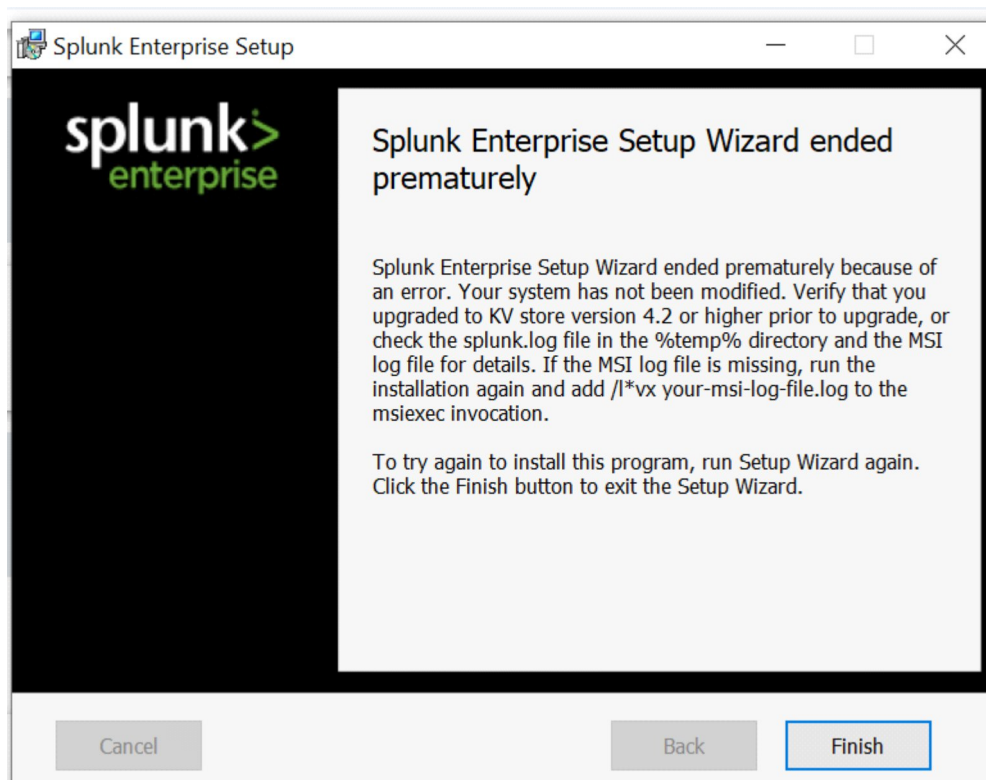 Splunk Enterprise Setup
splunk>
enterprise
Splunk Enterprise Setup Wizard ended
prematurely
Splunk Enterprise Setup Wizard ended prematurely because of
an error. Your system has not been modified. Verify that you
upgraded to KV store version 4.2 or higher prior to upgrade, or
check the splunk.log file in the %temp% directory and the MSI
log file for details. If the MSI log file is missing, run the
installation again and add /l*vx your-msi-log-file.log to the
msiexec invocation.
To try again to install this program, run Setup Wizard again.
Click the Finish button to exit the Setup Wizard.
Cancel
Back
Finish